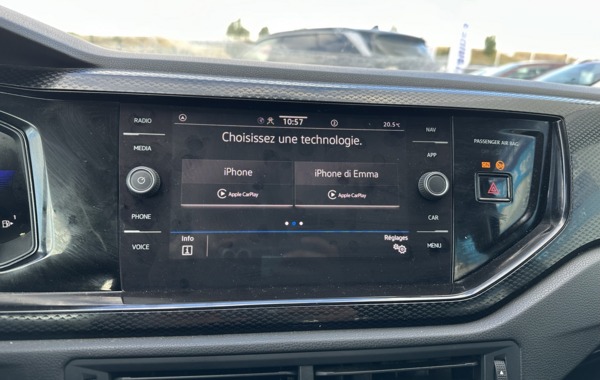 RADIO
MEDIA
PHONE
VOICE
10:57
20.5°C
Choisissez une technologie.
iPhone
Apple CarPlay
iPhone di Emma
Apple CarPlay
Info
Réglages
NAV
APP
CAR
MENU
PASSENGER AIR BAG